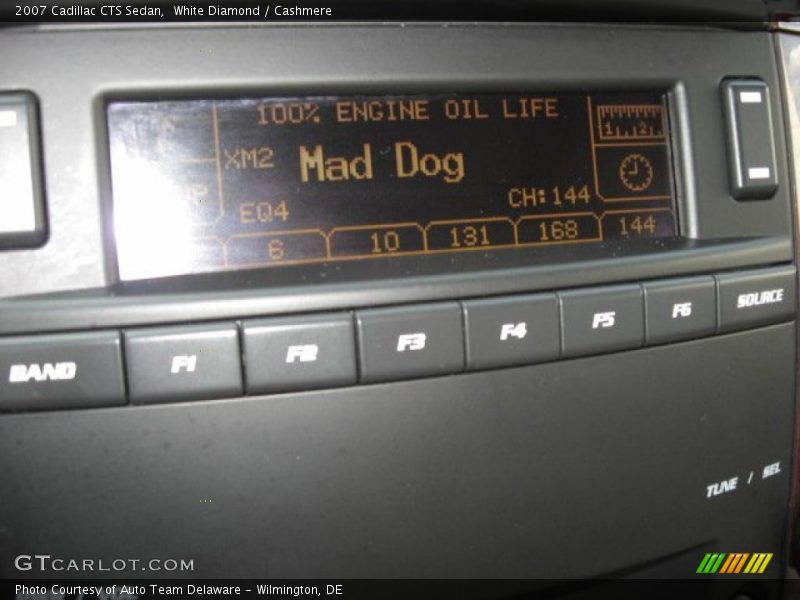 2007 Cadillac CTS Sedan,  White Diamond / Cashmere
100% ENGINE OIL LIFE
1 2
XM2 Mad Dog
EQ4 CH:144
6 10 131 168 144
BAND F1 F2 F3 F4 F5 F6 SOURCE
TUNE / SEL
GTCARLOT.COM
Photo Courtesy of Auto Team Delaware - Wilmington, DE